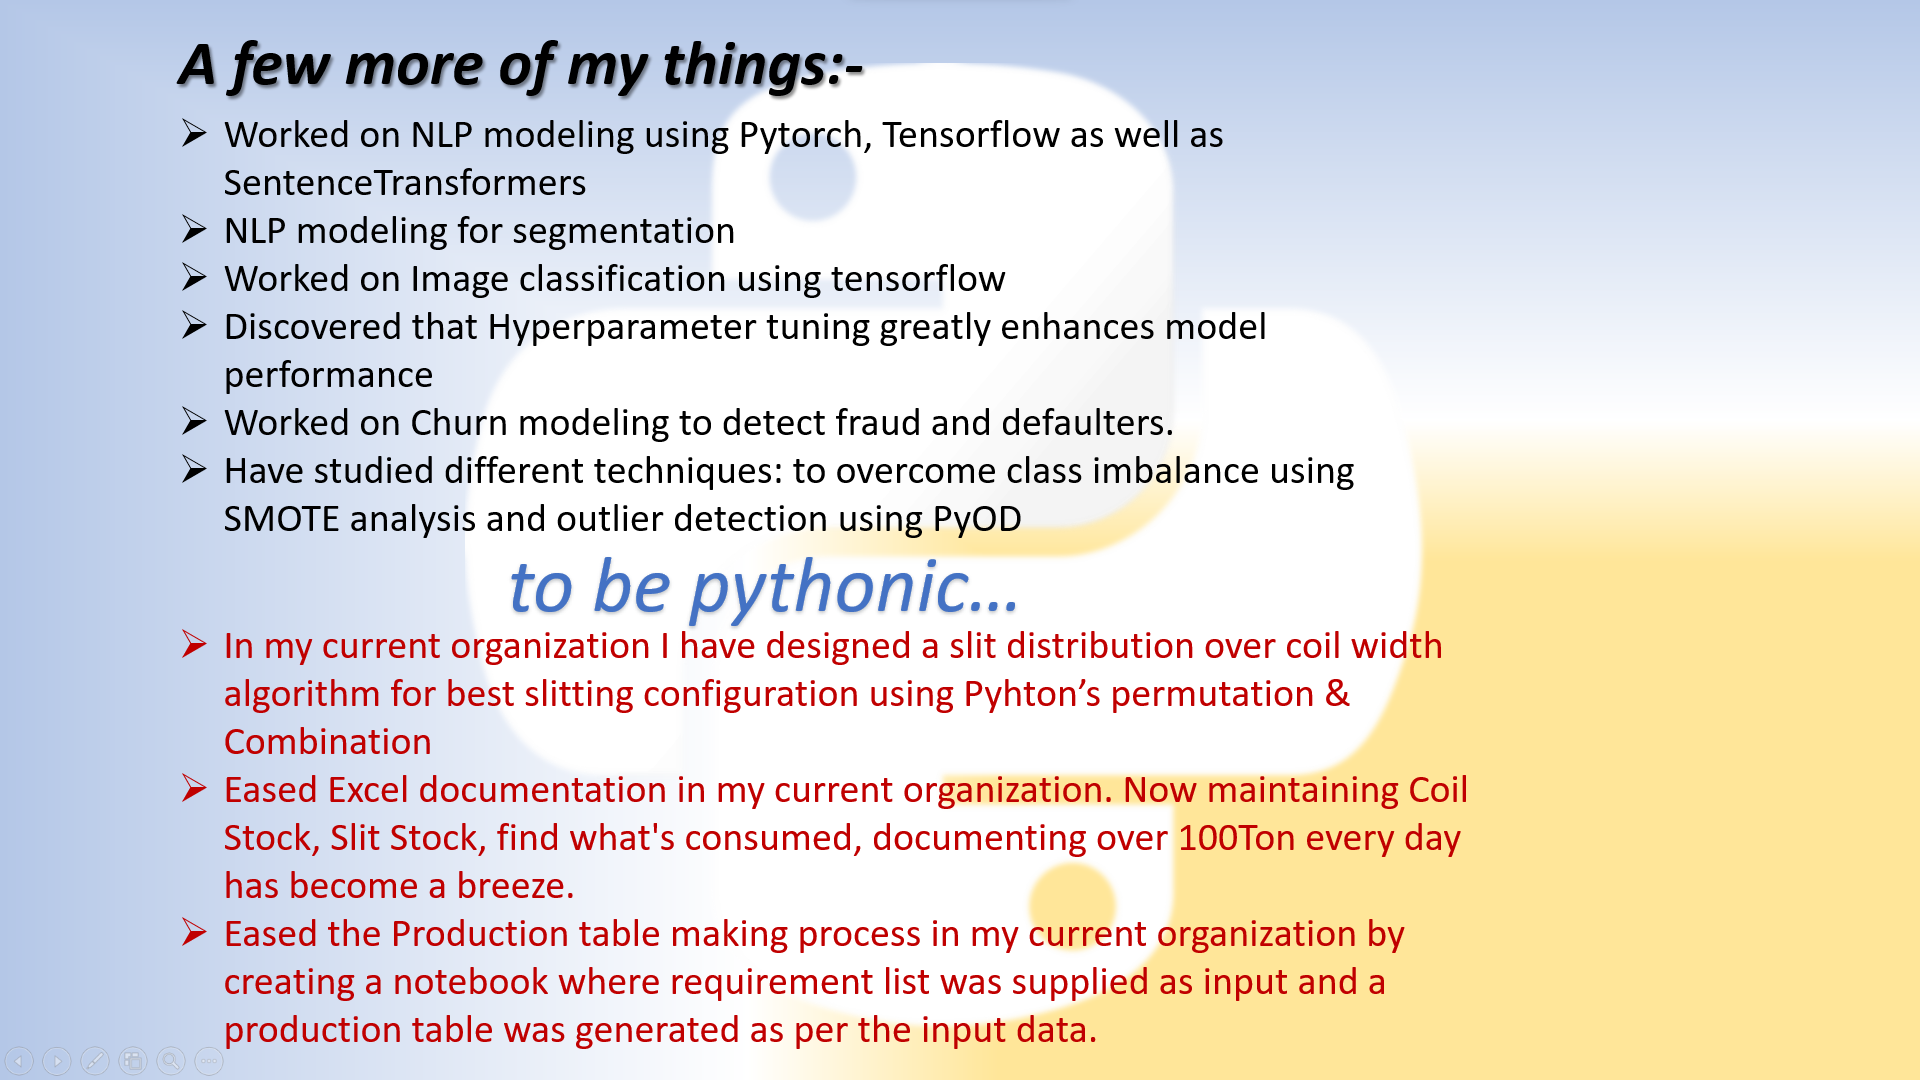 A few more of my things:-
➢ Worked on NLP modeling using Pytorch, Tensorflow as well as
SentenceTransformers
➢ NLP modeling for segmentation
➢ Worked on Image classification using tensorflow
➢ Discovered that Hyperparameter tuning greatly enhances model
performance
➢ Worked on Churn modeling to detect fraud and defaulters.
➢ Have studied different techniques: to overcome class imbalance using
SMOTE analysis and outlier detection using PyOD
to be pythonic...
➢ In my current organization I have designed a slit distribution over coil width
algorithm for best slitting configuration using Pyhton’s permutation &
Combination
➢ Eased Excel documentation in my current organization. Now maintaining Coil
Stock, Slit Stock, find what's consumed, documenting over 100Ton every day
has become a breeze.
➢ Eased the Production table making process in my current organization by
creating a notebook where requirement list was supplied as input and a
production table was generated as per the input data.